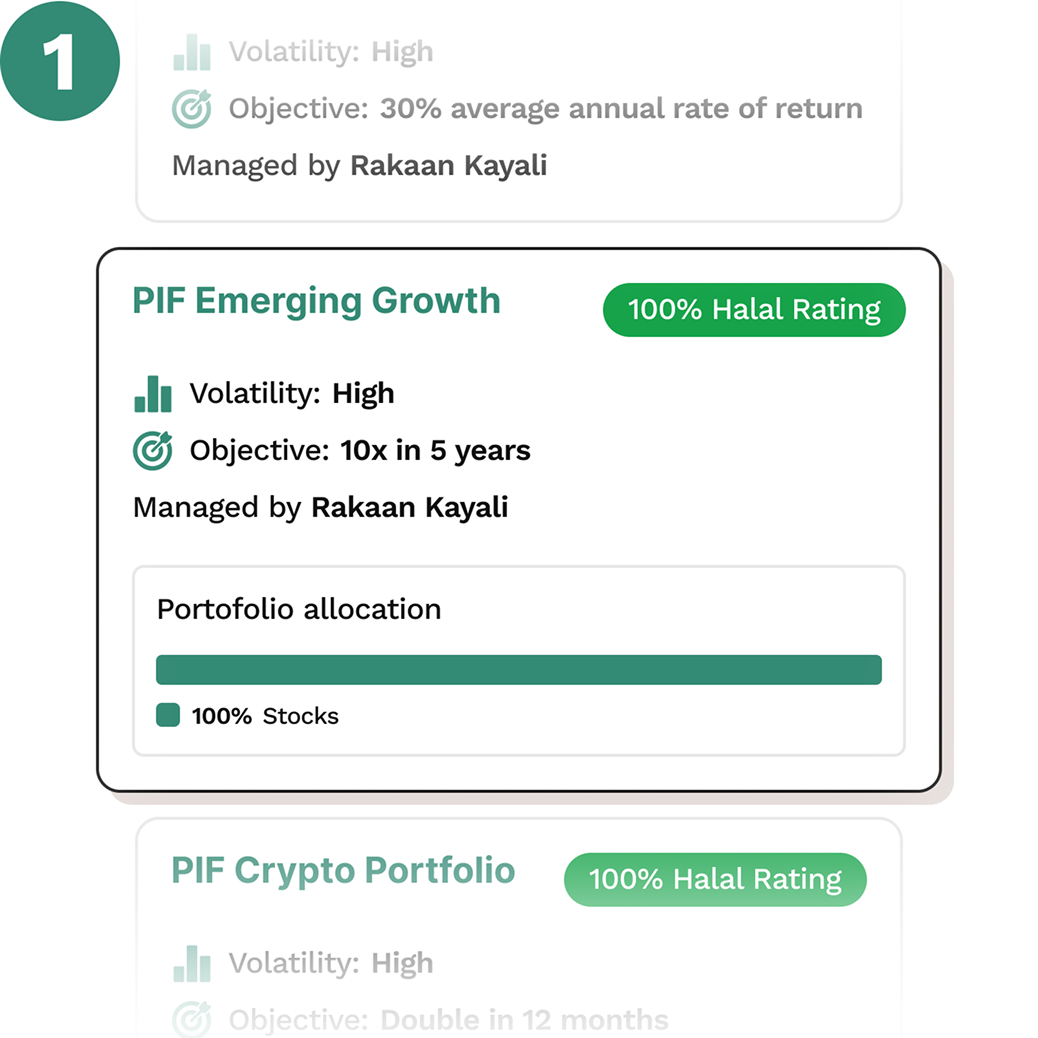 1
Volatility: High
Objective: 30% average annual rate of return
Managed by Rakaan Kayali
PIF Emerging Growth
100% Halal Rating
Volatility: High
Objective: 10x in 5 years
Managed by Rakaan Kayali
Portofolio allocation
100% Stocks
PIF Crypto Portfolio
100% Halal Rating
Volatility: High
Objective: Double in 12 months